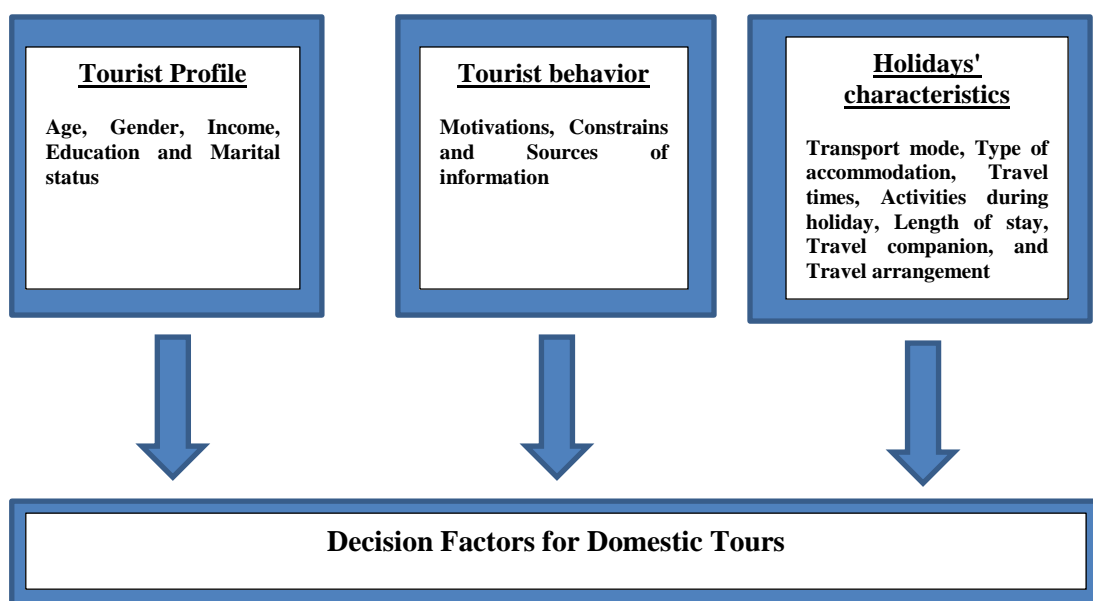 Tourist Profile
Age, Gender, Income,
Education and Marital
status
Tourist behavior
Motivations, Constrains
and Sources of
information
Holidays'
characteristics
Transport mode, Type of
accommodation, Travel
times, Activities during
holiday, Length of stay,
Travel companion, and
Travel arrangement
Decision Factors for Domestic Tours